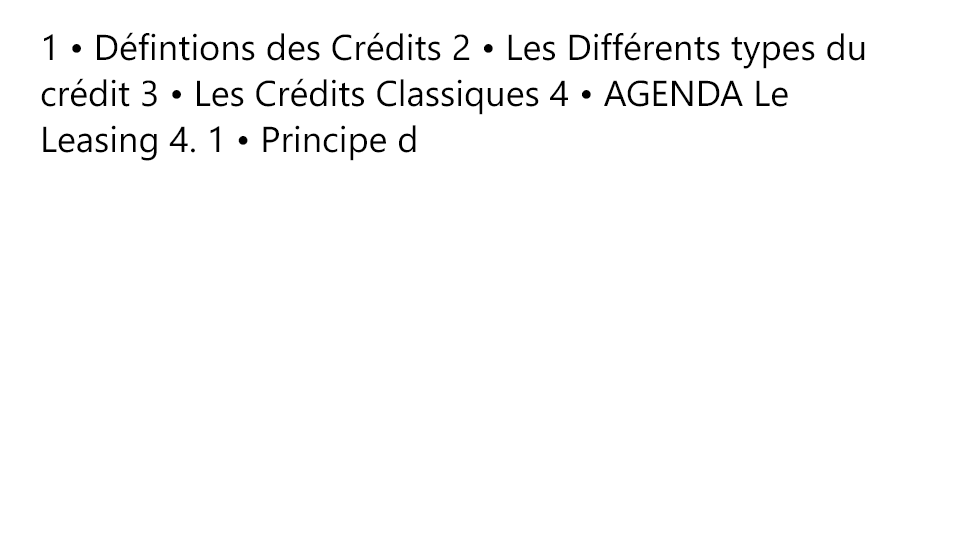 1 • Défintions des Crédits 2 • Les Différents types du
crédit 3 • Les Crédits Classiques 4 • AGENDA Le
Leasing 4. 1 • Principe d